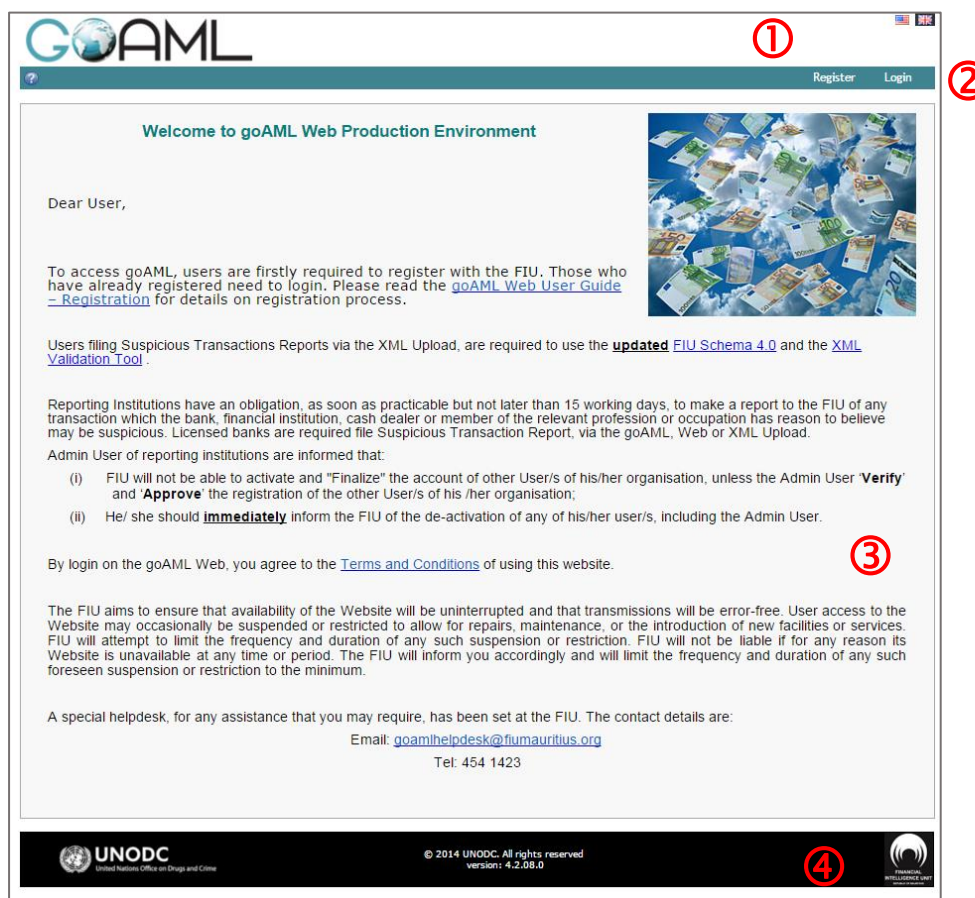 GOAML
①
Register Login
②
Welcome to goAML Web Production Environment
Dear User,
To access goAML, users are firstly required to register with the FIU. Those who
have already registered need to login. Please read the goAML Web User Guide
– Registration for details on registration process.
Users filing Suspicious Transactions Reports via the XML Upload, are required to use the updated FIU Schema 4.0 and the XML
Validation Tool .
Reporting Institutions have an obligation, as soon as practicable but not later than 15 working days, to make a report to the FIU of any
transaction which the bank, financial institution, cash dealer or member of the relevant profession or occupation has reason to believe
may be suspicious. Licensed banks are required file Suspicious Transaction Report, via the goAML, Web or XML Upload.
Admin User of reporting institutions are informed that:
(i) FIU will not be able to activate and "Finalize" the account of other User/s of his/her organisation, unless the Admin User ‘Verify’
and ‘Approve’ the registration of the other User/s of his /her organisation;
(ii) He/ she should immediately inform the FIU of the de-activation of any of his/her user/s, including the Admin User.
③
By login on the goAML Web, you agree to the Terms and Conditions of using this website.
The FIU aims to ensure that availability of the Website will be uninterrupted and that transmissions will be error-free. User access to the
Website may occasionally be suspended or restricted to allow for repairs, maintenance, or the introduction of new facilities or services.
FIU will attempt to limit the frequency and duration of any such suspension or restriction. FIU will not be liable if for any reason its
Website is unavailable at any time or period. The FIU will inform you accordingly and will limit the frequency and duration of any such
foreseen suspension or restriction to the minimum.
A special helpdesk, for any assistance that you may require, has been set at the FIU. The contact details are:
Email: goamlhelpdesk@fiumauritius.org
Tel: 454 1423
UNODC
United Nations Office on Drugs and Crime
© 2014 UNODC. All rights reserved
version: 4.2.08.0
④
FINANCIAL
INTELLIGENCE UNIT